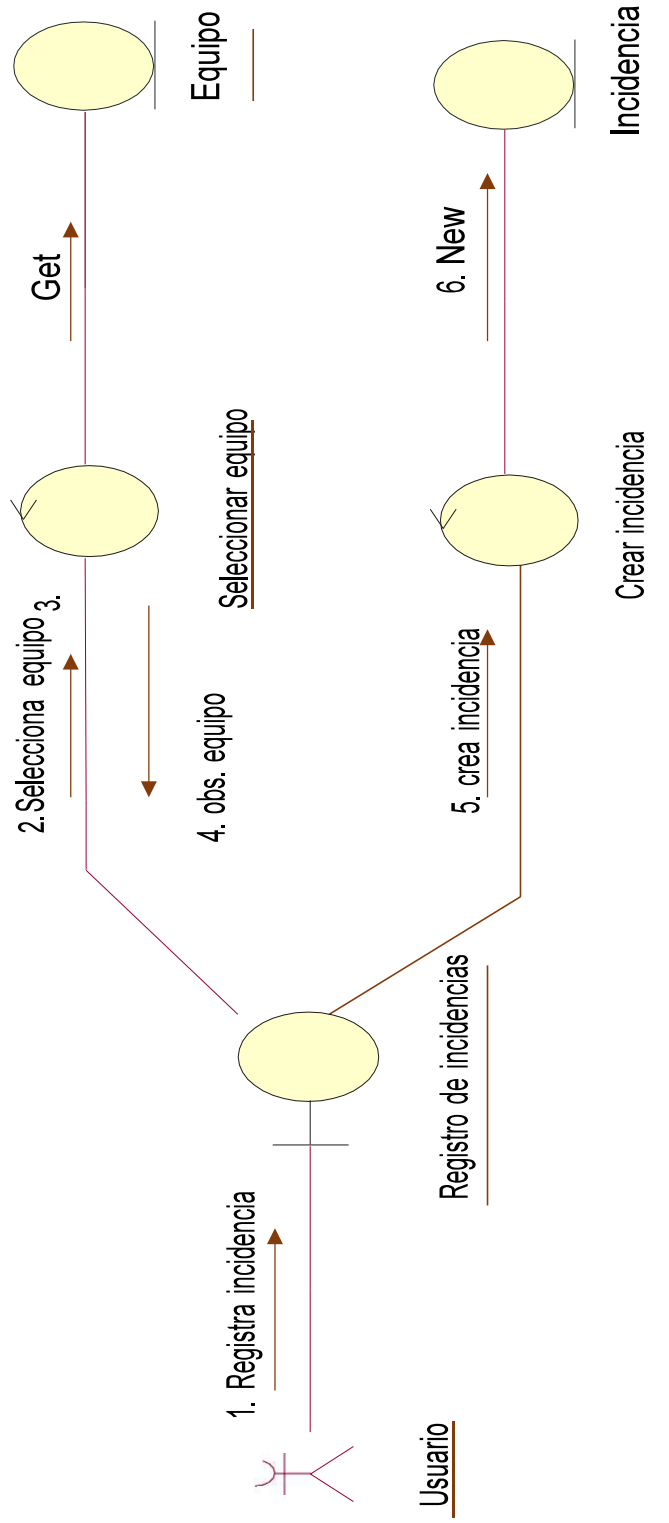 Equipo
Get
Seleccionar equipo
3.
2.Selecciona equipo
4. obs. equipo
Incidencia
6. New
Crear incidencia
5. crea incidencia
Registro de incidencias
1. Registra incidencia
Usuario